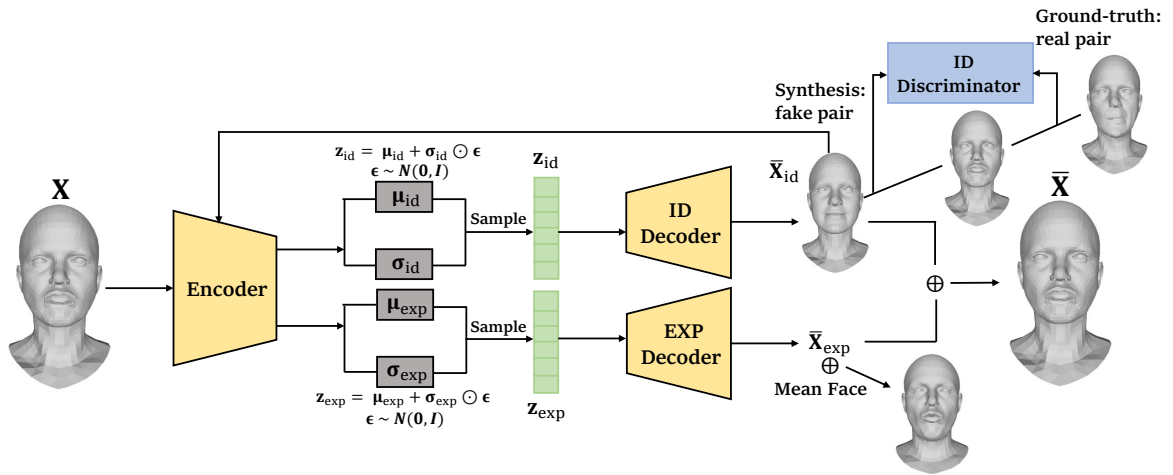 Ground-truth:
real pair
ID
Discriminator
Synthesis:
fake pair
z_id = μ_id + σ_id ⊙ ϵ
ϵ ~ N(0, I)
X
z_id
X̄_id
X̄
μ_id
Sample
ID
Decoder
σ_id
Encoder
μ_exp
Sample
EXP
Decoder
X̄_exp
⊕
⊕
Mean Face
σ_exp
z_exp = μ_exp + σ_exp ⊙ ϵ
ϵ ~ N(0, I)
z_exp